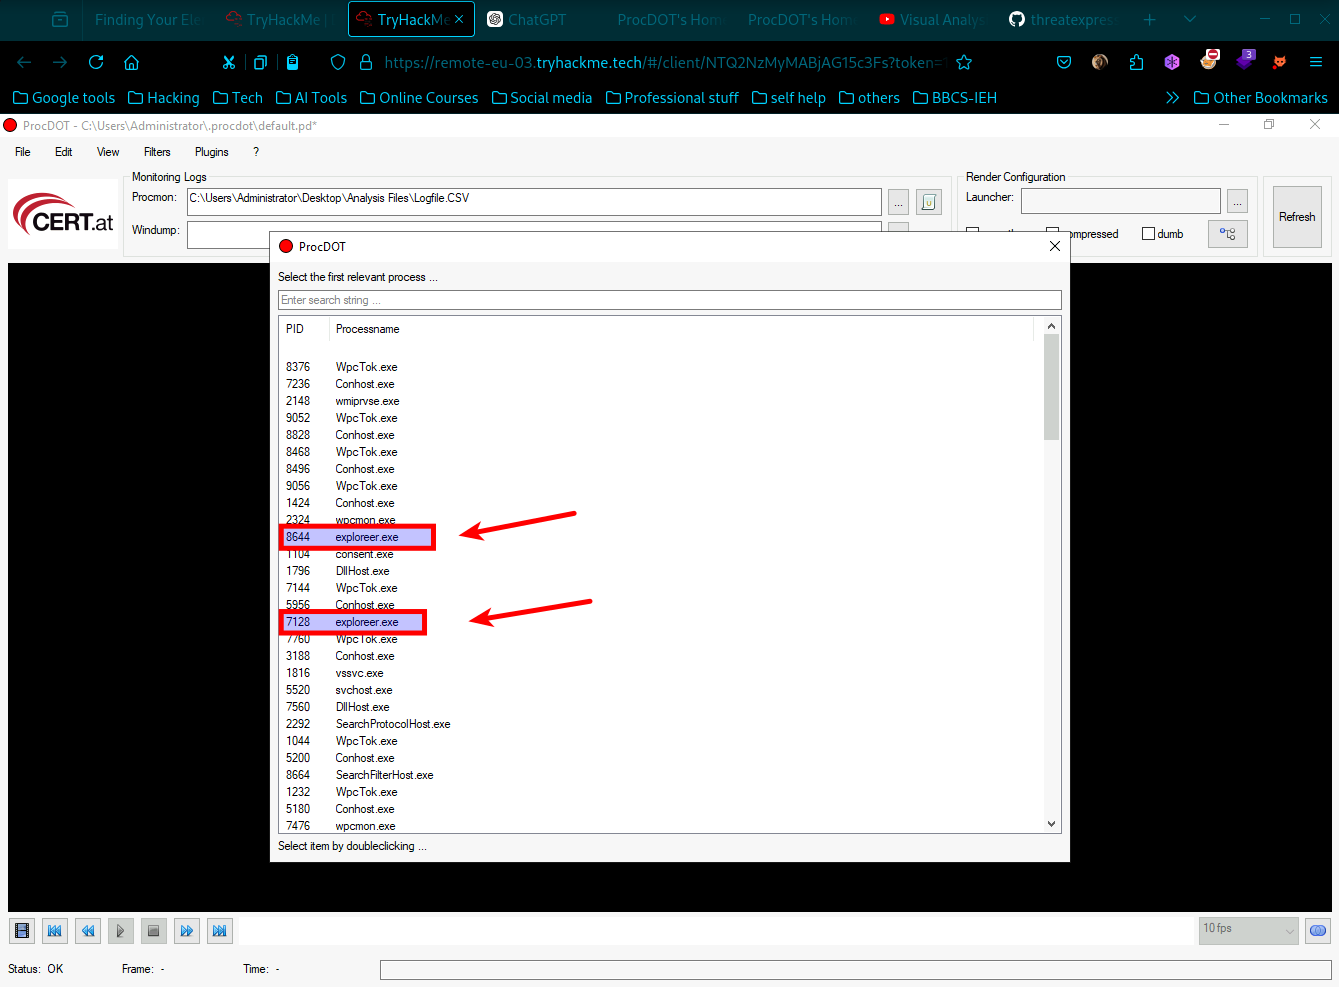 Finding Your Ele
TryHackMe |
TryHackMe
ChatGPT
ProcDOT's Hom
ProcDOT's Hom
Visual Analys
threatexpres
https://remote-eu-03.tryhackme.tech/#/client/NTQ2NzMyMABjAG15c3Fs?token=
3
Google tools
Hacking
Tech
AI Tools
Online Courses
Social media
Professional stuff
self help
others
BBCS-IEH
Other Bookmarks
ProcDOT - C:\Users\Administrator\.procdot\default.pd*
File Edit View Filters Plugins ?
CERT.at
Monitoring Logs
Procmon: C:\Users\Administrator\Desktop\Analysis Files\Logfile.CSV ...
Windump:
Render Configuration
Launcher: ...
ompressed
dumb
Refresh
ProcDOT
Select the first relevant process ...
Enter search string ...
PID Processname
8376 WpcTok.exe
7236 Conhost.exe
2148 wmiprvse.exe
9052 WpcTok.exe
8828 Conhost.exe
8468 WpcTok.exe
8496 Conhost.exe
9056 WpcTok.exe
1424 Conhost.exe
2324 wpcmon.exe
8644 exploreer.exe
1104 consent.exe
1796 DllHost.exe
7144 WpcTok.exe
5956 Conhost.exe
7128 exploreer.exe
7760 WpcTok.exe
3188 Conhost.exe
1816 vssvc.exe
5520 svchost.exe
7560 DllHost.exe
2292 SearchProtocolHost.exe
1044 WpcTok.exe
5200 Conhost.exe
8664 SearchFilterHost.exe
1232 WpcTok.exe
5180 Conhost.exe
7476 wpcmon.exe
Select item by doubleclicking ...
10 fps
Status: OK Frame: - Time: -